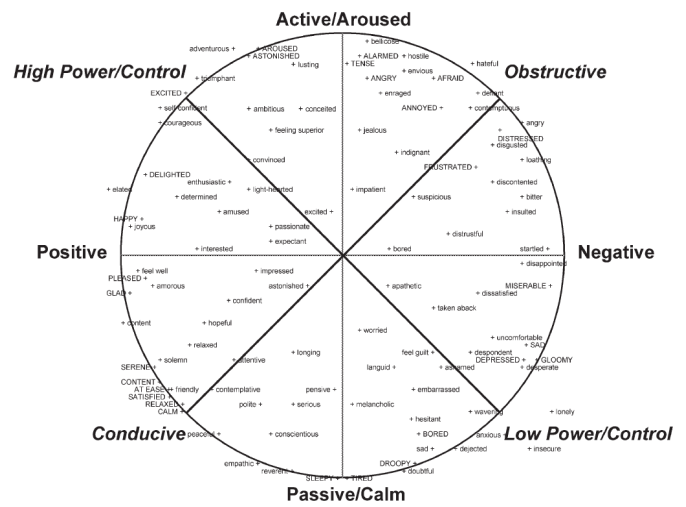 Active/Aroused
+ bellicose
adventurous +
+ AROUSED
+ ASTONISHED
+ ALARMED
+ hostile
+ lusting
+ TENSE
+ hateful
High Power/Control
+ triumphant
+ envious
+ ANGRY
+ AFRAID
Obstructive
EXCITED +
+ enraged
+ defiant
+ self-confident
+ ambitious
+ conceited
ANNOYED +
+ contemptuous
+ courageous
+ feeling superior
+ jealous
+ angry
+
DISTRESSED
+ disgusted
+ indignant
+ convinced
+ loathing
FRUSTRATED +
+ DELIGHTED
enthusiastic +
+ discontented
+ elated
+ light-hearted
+ impatient
+ determined
+ suspicious
+ bitter
+ amused
excited +
+ insulted
HAPPY +
+ joyous
+ passionate
+ distrustful
+ expectant
Positive
+ interested
+ bored
startled +
Negative
+ disappointed
+ feel well
+ impressed
PLEASED +
+ amorous
astonished +
+ apathetic
MISERABLE +
GLAD +
+ dissatisfied
+ confident
+ taken aback
+ content
+ hopeful
+ worried
+ uncomfortable
+ relaxed
+ SAD
+ longing
feel guilt +
+ despondent
+ solemn
+ attentive
DEPRESSED +
+ GLOOMY
SERENE +
languid +
+ ashamed
+ desperate
CONTENT +
AT EASE +
+ friendly
+ contemplative
pensive +
+ embarrassed
SATISFIED +
RELAXED +
polite +
+ serious
+ melancholic
CALM +
+ wavering
+ lonely
+ hesitant
Conducive
peaceful +
+ conscientious
+ BORED
anxious +
Low Power/Control
sad +
+ dejected
+ insecure
empathic +
DROOPY +
reverent +
+ doubtful
SLEEPY +
+ TIRED
Passive/Calm